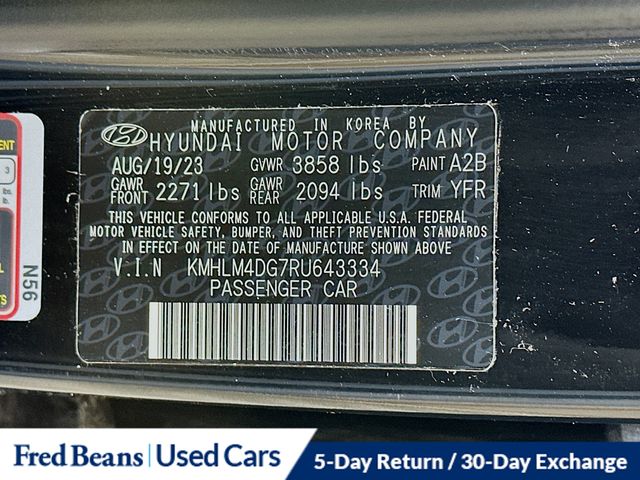 MANUFACTURED IN KOREA BY
HYUNDAI MOTOR COMPANY
AUG/19/23 GVWR 3858 lbs PAINT A2B
GAWR FRONT 2271 lbs GAWR REAR 2094 lbs TRIM YFR
THIS VEHICLE CONFORMS TO ALL APPLICABLE U.S.A. FEDERAL
MOTOR VEHICLE SAFETY, BUMPER, AND THEFT PREVENTION STANDARDS
IN EFFECT ON THE DATE OF MANUFACTURE SHOWN ABOVE
V.I.N KMHLM4DG7RU643334
PASSENGER CAR
3
N56
Fred Beans | Used Cars
5-Day Return / 30-Day Exchange